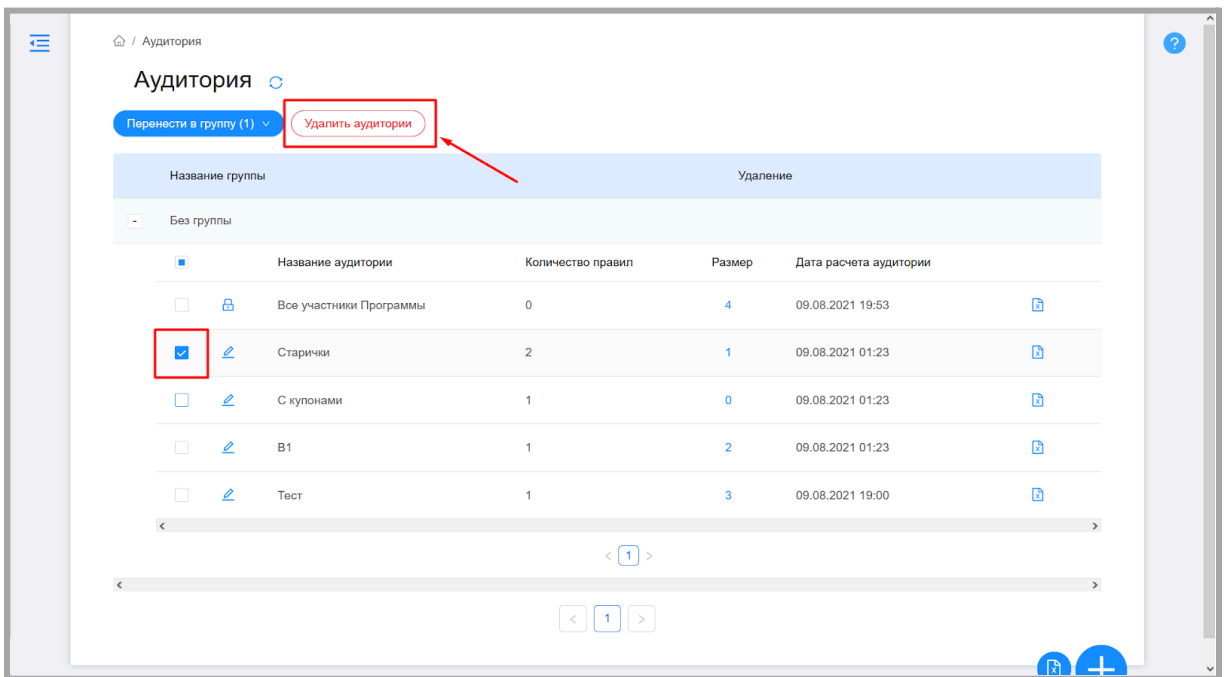 / Аудитория
Аудитория
Перенести в группу (1) Удалить аудитории
Название группы Удаление
- Без группы
Название аудитории Количество правил Размер Дата расчета аудитории
Все участники Программы 0 4 09.08.2021 19:53
Старички 2 1 09.08.2021 01:23
С купонами 1 0 09.08.2021 01:23
B1 1 2 09.08.2021 01:23
Тест 1 3 09.08.2021 19:00
< 1 >
< 1 >